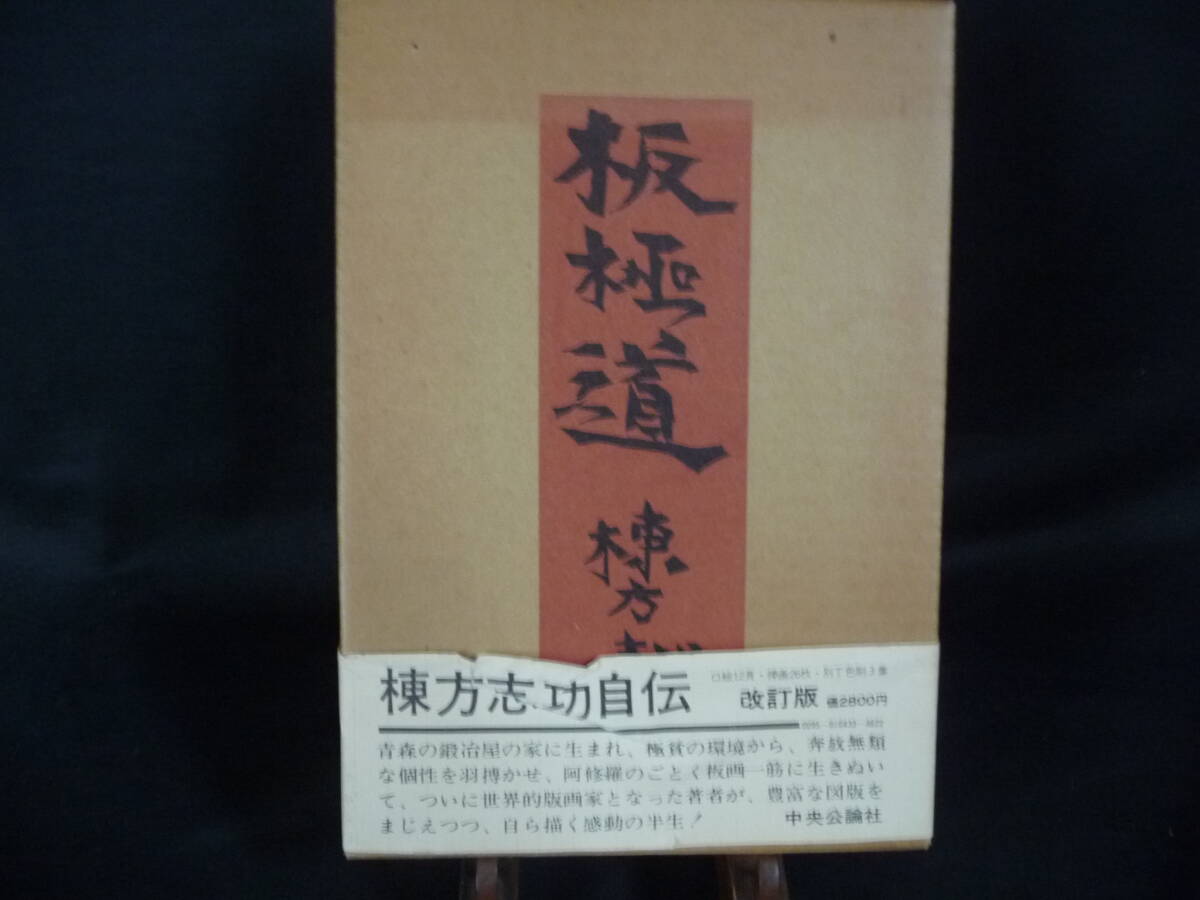 板極道
棟方
棟方志功自伝
改訂版 価2800円
青森の鍛冶屋の家に生まれ、極貧の環境から、奔放無類
な個性を羽搏かせ、阿修羅のごとく板画一筋に生きぬい
て、ついに世界的版画家となった著者が、豊富な図版を
まじえつつ、自ら描く感動の半生！
中央公論社